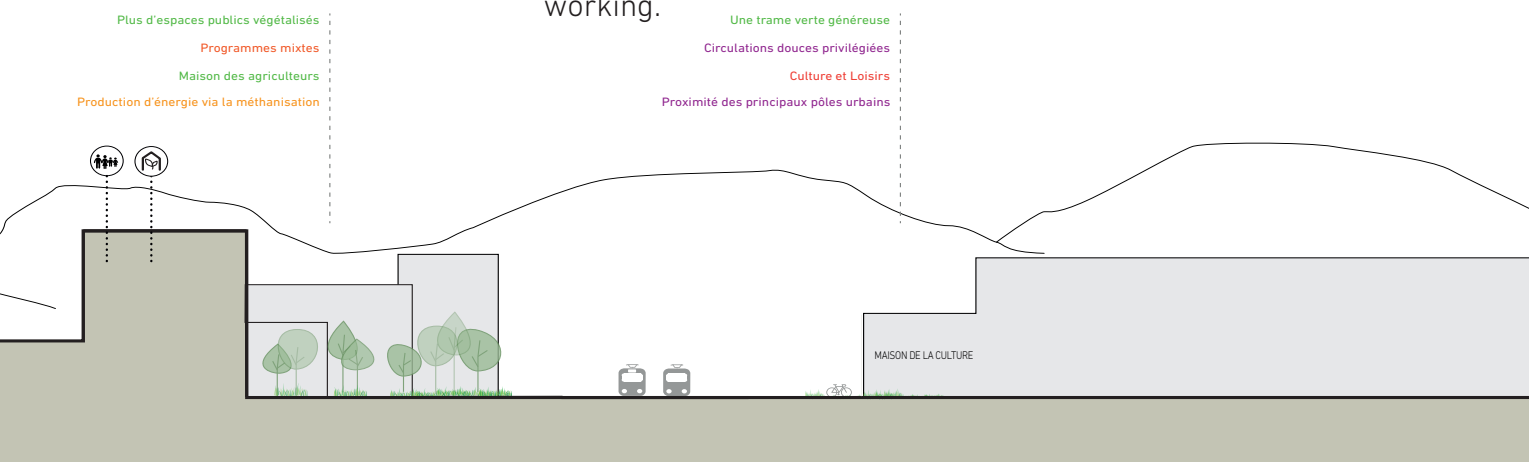 working.
Plus d'espaces publics végétalisés
Programmes mixtes
Maison des agriculteurs
Production d'énergie via la méthanisation
Une trame verte généreuse
Circulations douces privilégiées
Culture et Loisirs
Proximité des principaux pôles urbains
MAISON DE LA CULTURE